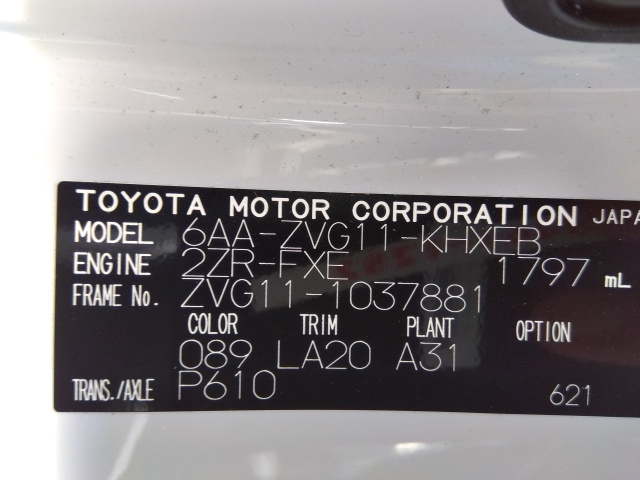 TOYOTA MOTOR CORPORATION JAPA
MODEL 6AA-ZVG11-KHXEB
ENGINE 2ZR-FXE 1797 mL
FRAME No. ZVG11-1037881
COLOR TRIM PLANT OPTION
089 LA20 A31
TRANS./AXLE P610 621